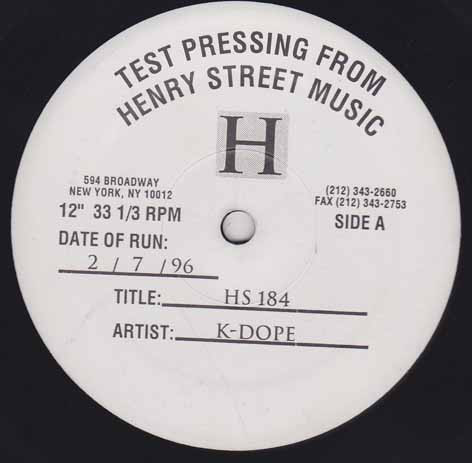 TEST PRESSING FROM
HENRY STREET MUSIC
H
594 BROADWAY
NEW YORK, NY 10012
(212) 343-2660
FAX (212) 343-2753
12" 33 1/3 RPM
SIDE A
DATE OF RUN:
2 / 7 / 96
TITLE: HS 184
ARTIST: K-DOPE